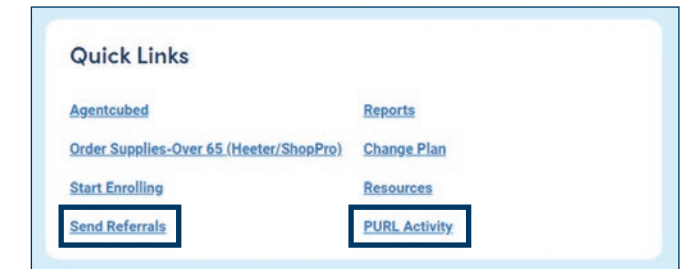 Quick Links
Agentcubed
Reports
Order Supplies-Over 65 (Heeter/ShopPro)
Change Plan
Start Enrolling
Resources
Send Referrals
PURL Activity